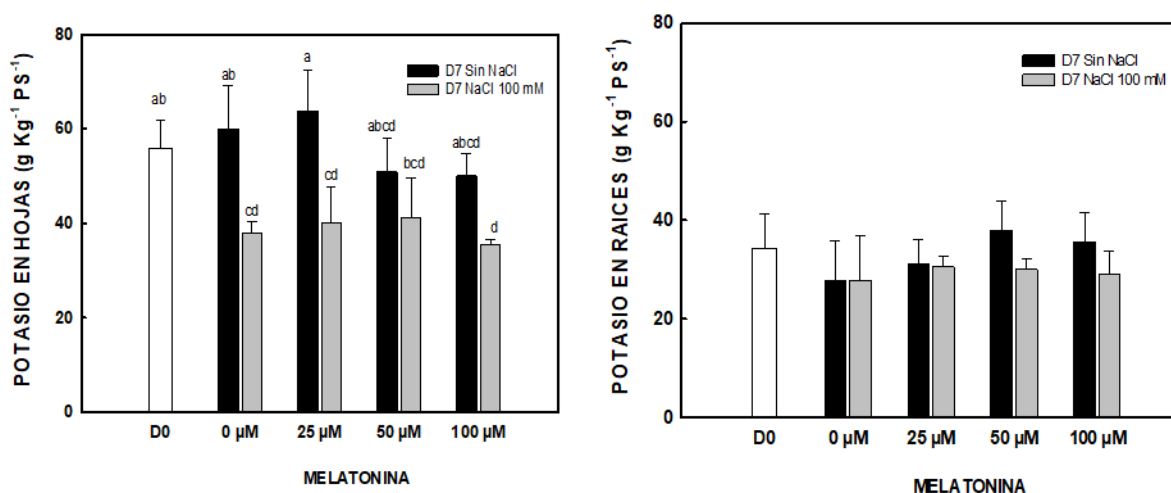 POTASIO EN HOJAS (g Kg⁻¹ PS⁻¹)
80
60
40
20
0
ab
ab
a
abcd
abcd
cd
cd
bcd
d
D7 Sin NaCl
D7 NaCl 100 mM
D0 0 µM 25 µM 50 µM 100 µM
MELATONINA
POTASIO EN RAICES (g Kg⁻¹ PS⁻¹)
80
60
40
20
0
D7 Sin NaCl
D7 NaCl 100 mM
D0 0 µM 25 µM 50 µM 100 µM
MELATONINA